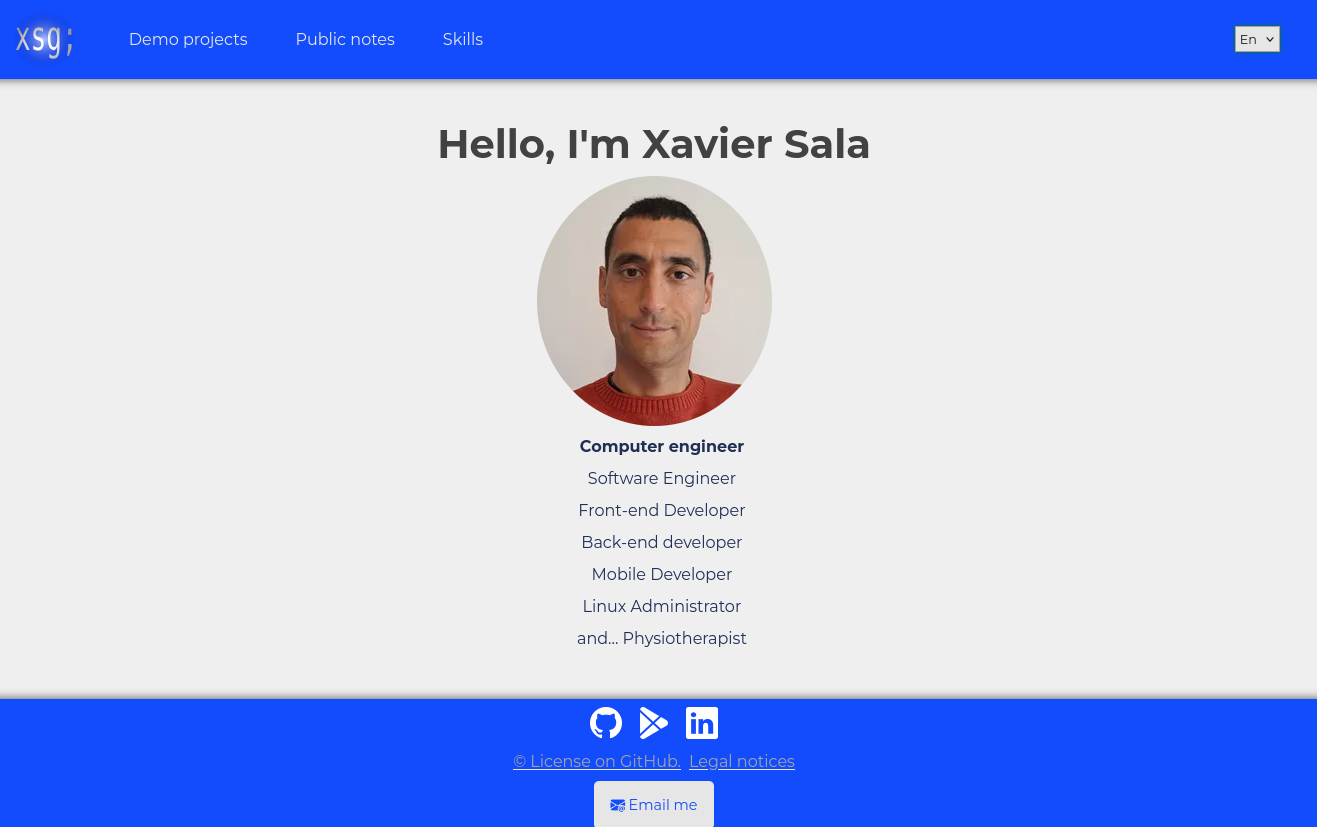 xsg;
Demo projects
Public notes
Skills
En
Hello, I'm Xavier Sala
Computer engineer
Software Engineer
Front-end Developer
Back-end developer
Mobile Developer
Linux Administrator
and... Physiotherapist
in
© License on GitHub. Legal notices
Email me